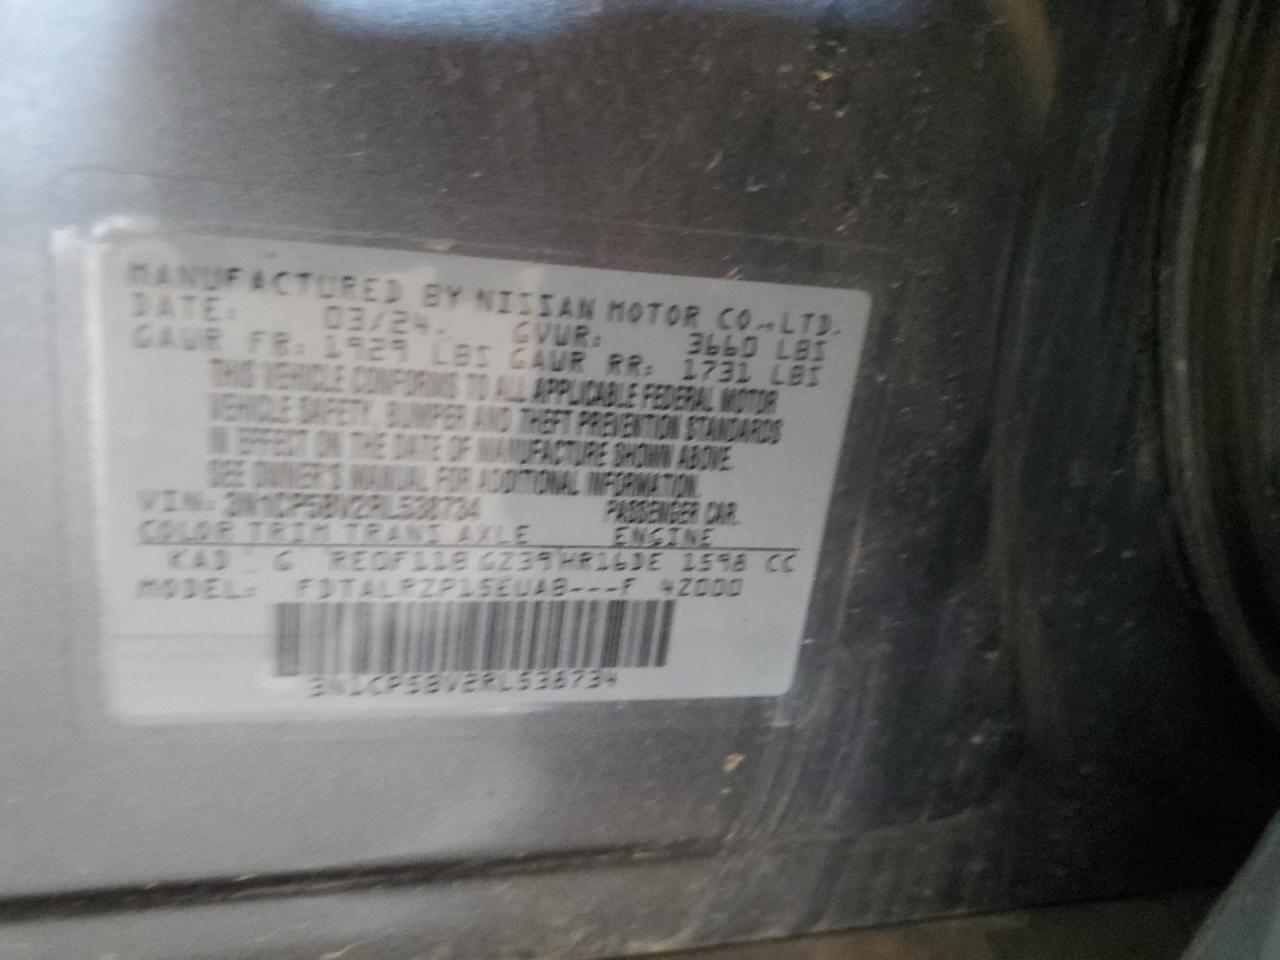 MANUFACTURED BY NISSAN MOTOR CO., LTD.
DATE: 03/24. GVWR: 3660 LBS
GAWR FR: 1929 LBS GAWR RR: 1731 LBS
THIS VEHICLE CONFORMS TO ALL APPLICABLE FEDERAL MOTOR
VEHICLE SAFETY, BUMPER AND THEFT PREVENTION STANDARDS
IN EFFECT ON THE DATE OF MANUFACTURE SHOWN ABOVE.
SEE OWNER'S MANUAL FOR ADDITIONAL INFORMATION.
VIN: 3N1CP5BV2RL538734 PASSENGER CAR.
COLOR TRIM TRANS AXLE ENGINE
KAD G RE0F11B GZ39 HR16DE 1598 CC
MODEL: FDTALRZP15EUAB---F 4Z000
3N1CP5BV2RL538734